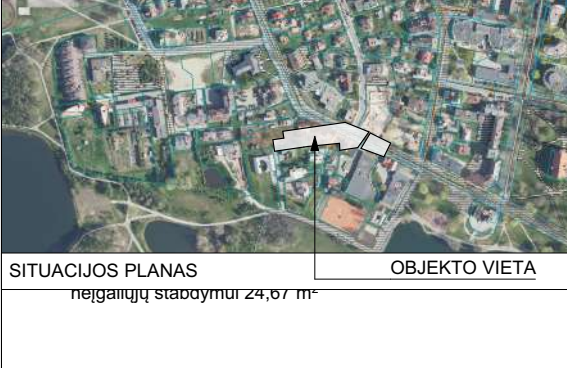 SITUACIJOS PLANAS
OBJEKTO VIETA
neįgaliųjų stabdymui 24,67 m²